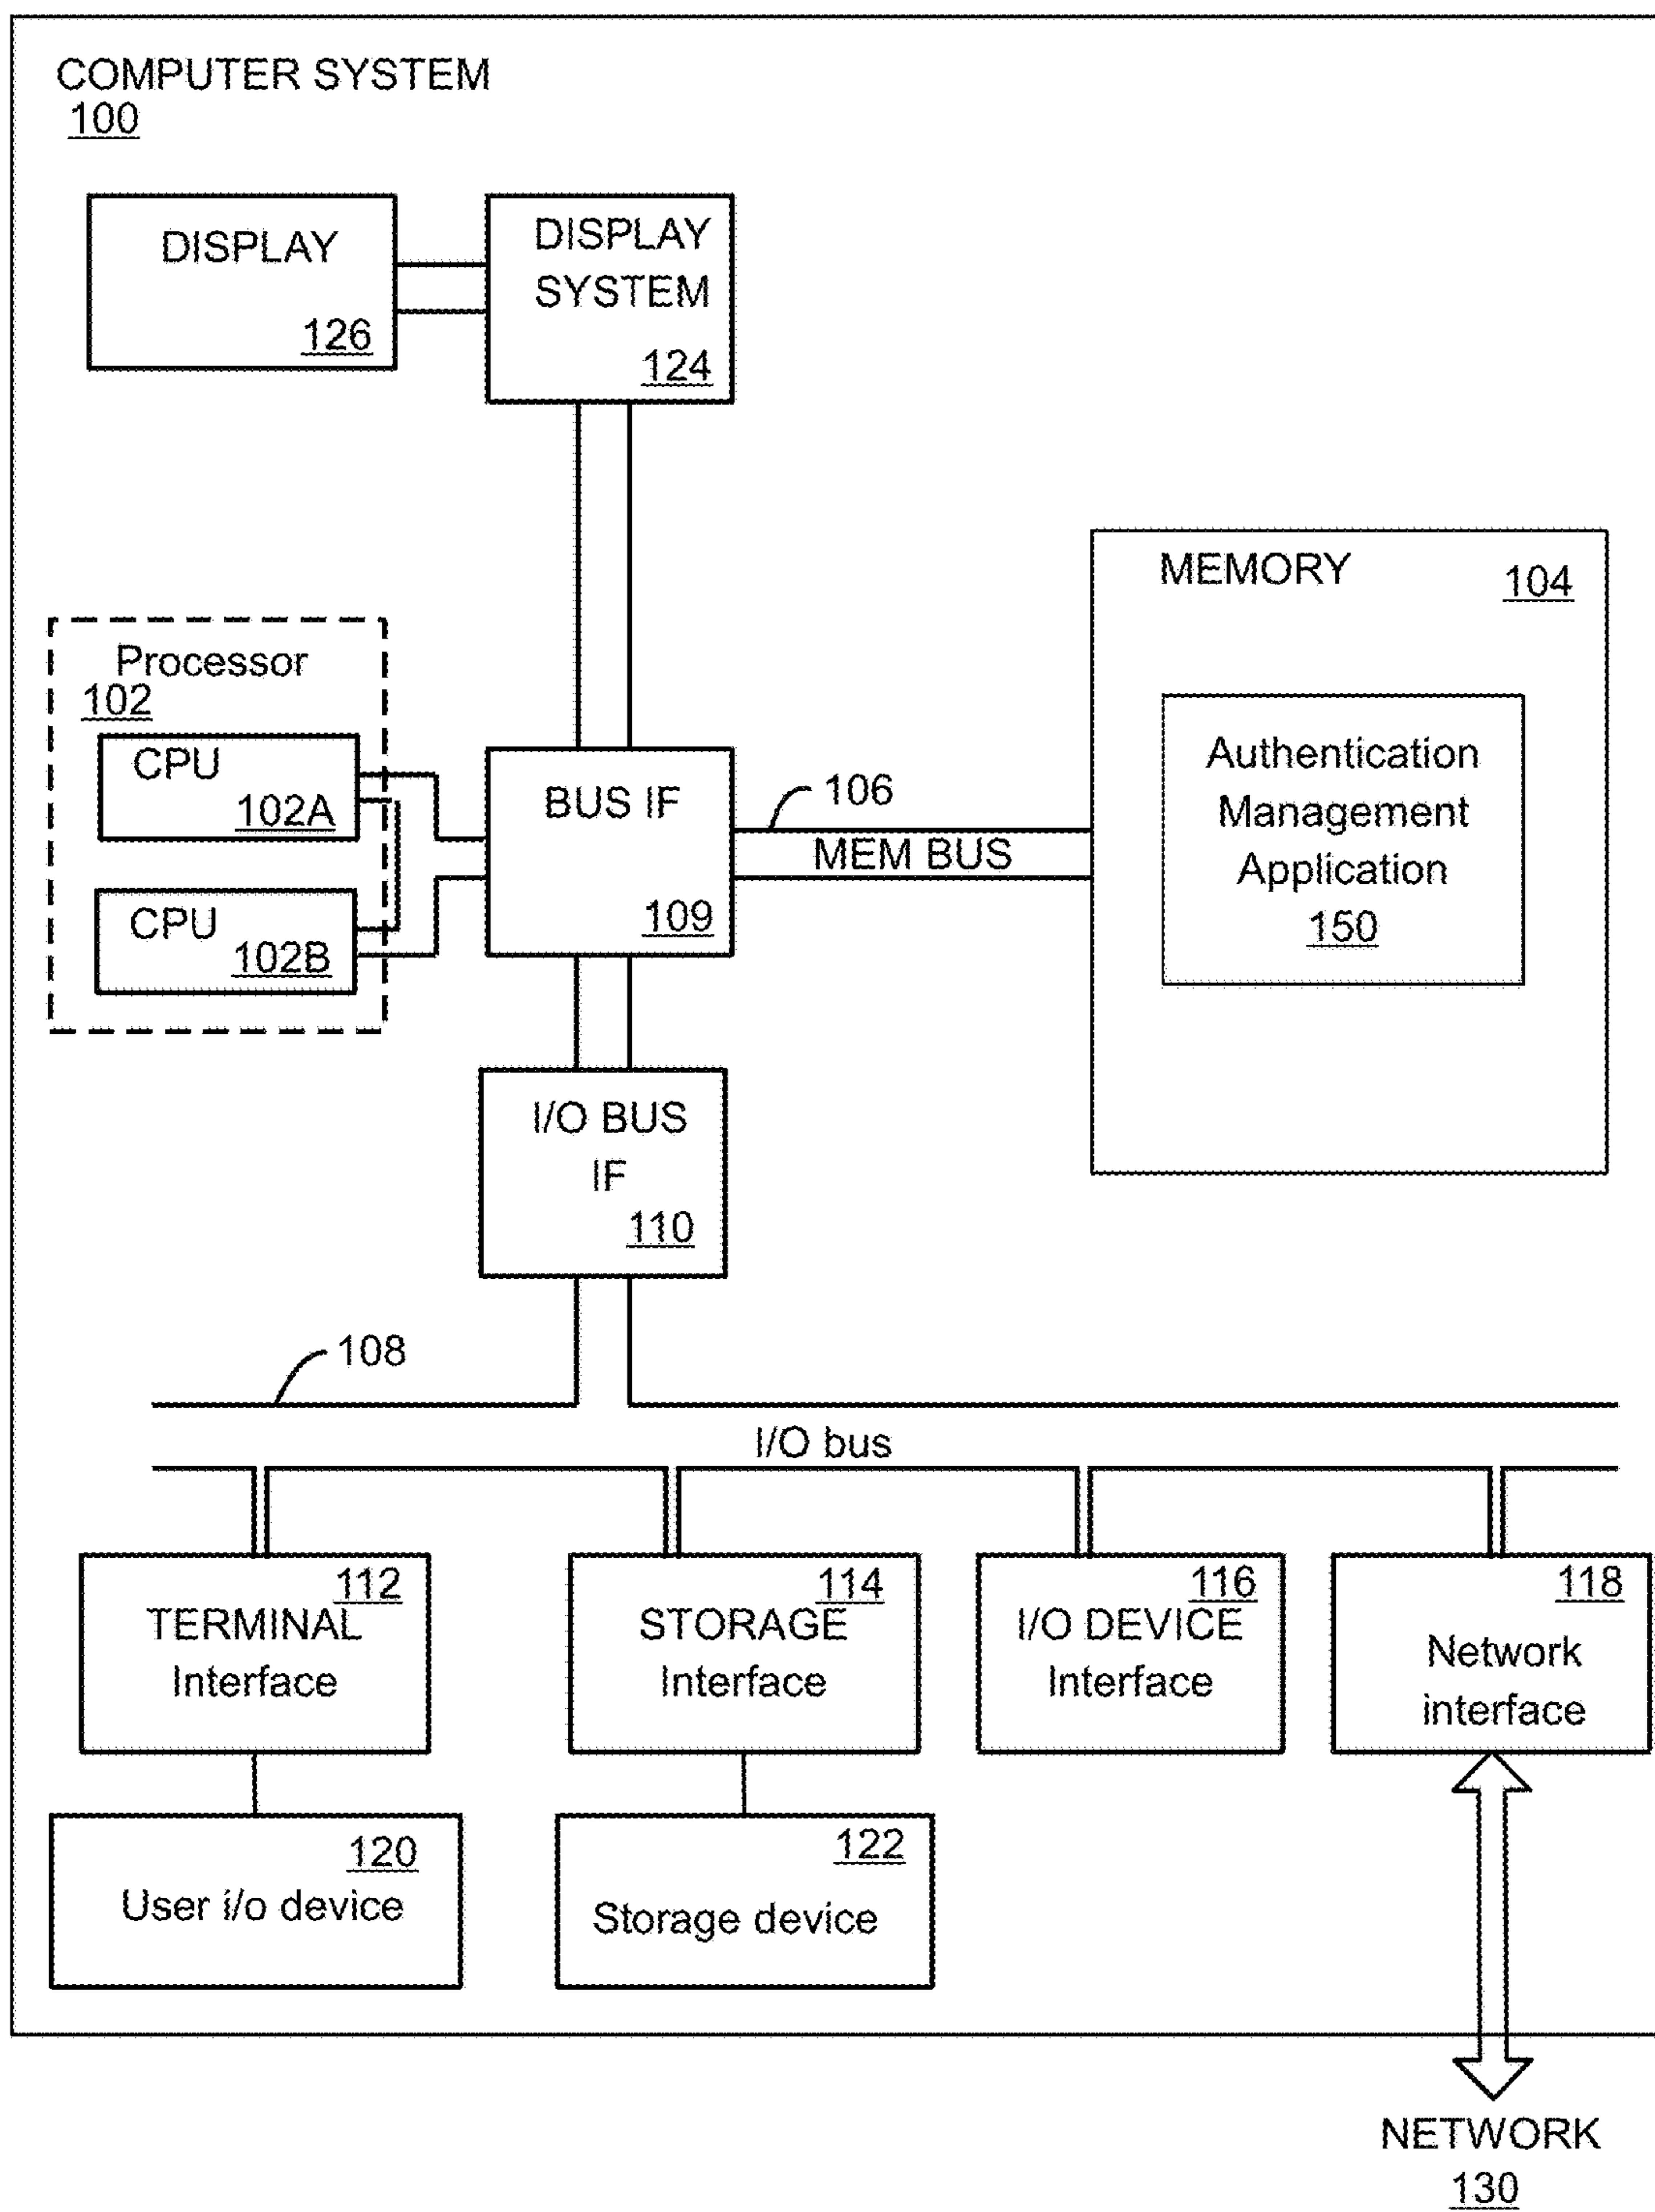 COMPUTER SYSTEM
100
DISPLAY
126
DISPLAY
SYSTEM
124
MEMORY
104
Processor
102
CPU
102A
CPU
102B
BUS IF
109
106
MEM BUS
Authentication
Management
Application
150
I/O BUS
IF
110
108
I/O bus
112
TERMINAL
Interface
114
STORAGE
Interface
116
I/O DEVICE
Interface
118
Network
interface
120
User i/o device
122
Storage device
NETWORK
130